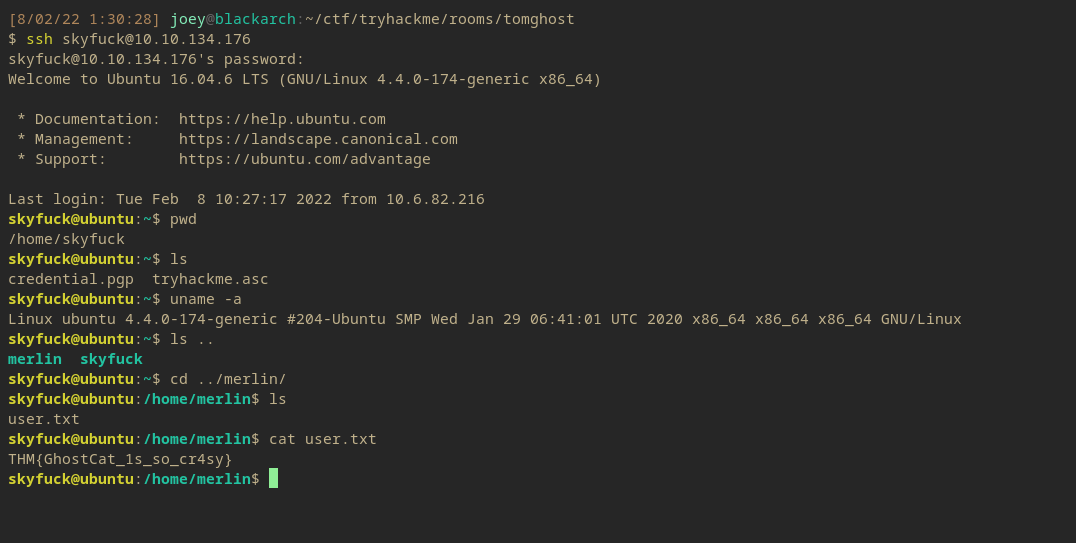 [8/02/22 1:30:28] joey@blackarch:~/ctf/tryhackme/rooms/tomghost
$ ssh skyfuck@10.10.134.176
skyfuck@10.10.134.176's password:
Welcome to Ubuntu 16.04.6 LTS (GNU/Linux 4.4.0-174-generic x86_64)
 * Documentation:  https://help.ubuntu.com
 * Management:     https://landscape.canonical.com
 * Support:        https://ubuntu.com/advantage
Last login: Tue Feb  8 10:27:17 2022 from 10.6.82.216
skyfuck@ubuntu:~$ pwd
/home/skyfuck
skyfuck@ubuntu:~$ ls
credential.pgp  tryhackme.asc
skyfuck@ubuntu:~$ uname -a
Linux ubuntu 4.4.0-174-generic #204-Ubuntu SMP Wed Jan 29 06:41:01 UTC 2020 x86_64 x86_64 x86_64 GNU/Linux
skyfuck@ubuntu:~$ ls ..
merlin  skyfuck
skyfuck@ubuntu:~$ cd ../merlin/
skyfuck@ubuntu:/home/merlin$ ls
user.txt
skyfuck@ubuntu:/home/merlin$ cat user.txt
THM{GhostCat_1s_so_cr4sy}
skyfuck@ubuntu:/home/merlin$